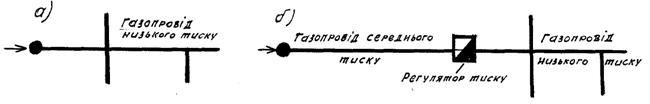 а)
Газопровід
низького тиску
б)
Газопровід середнього
тиску
Регулятор тиску
Газопровід
низького тиску